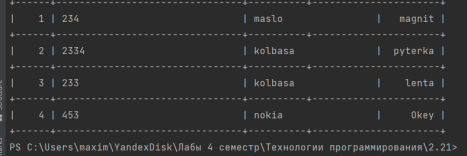 +------+-----------------------+--------+---------+-------------+
|    1 | 234                   | maslo            |      magnit |
+------+-----------------------+--------+---------+-------------+
|    2 | 2334                  | kolbasa          |     pyterka |
+------+-----------------------+--------+---------+-------------+
|    3 | 233                   | kolbasa          |       lenta |
+------+-----------------------+--------+---------+-------------+
|    4 | 453                   | nokia            |        Okey |
+------+-----------------------+--------+---------+-------------+
PS C:\Users\maxim\YandexDisk\Лабы 4 семестр\Технологии программирования\2.21>